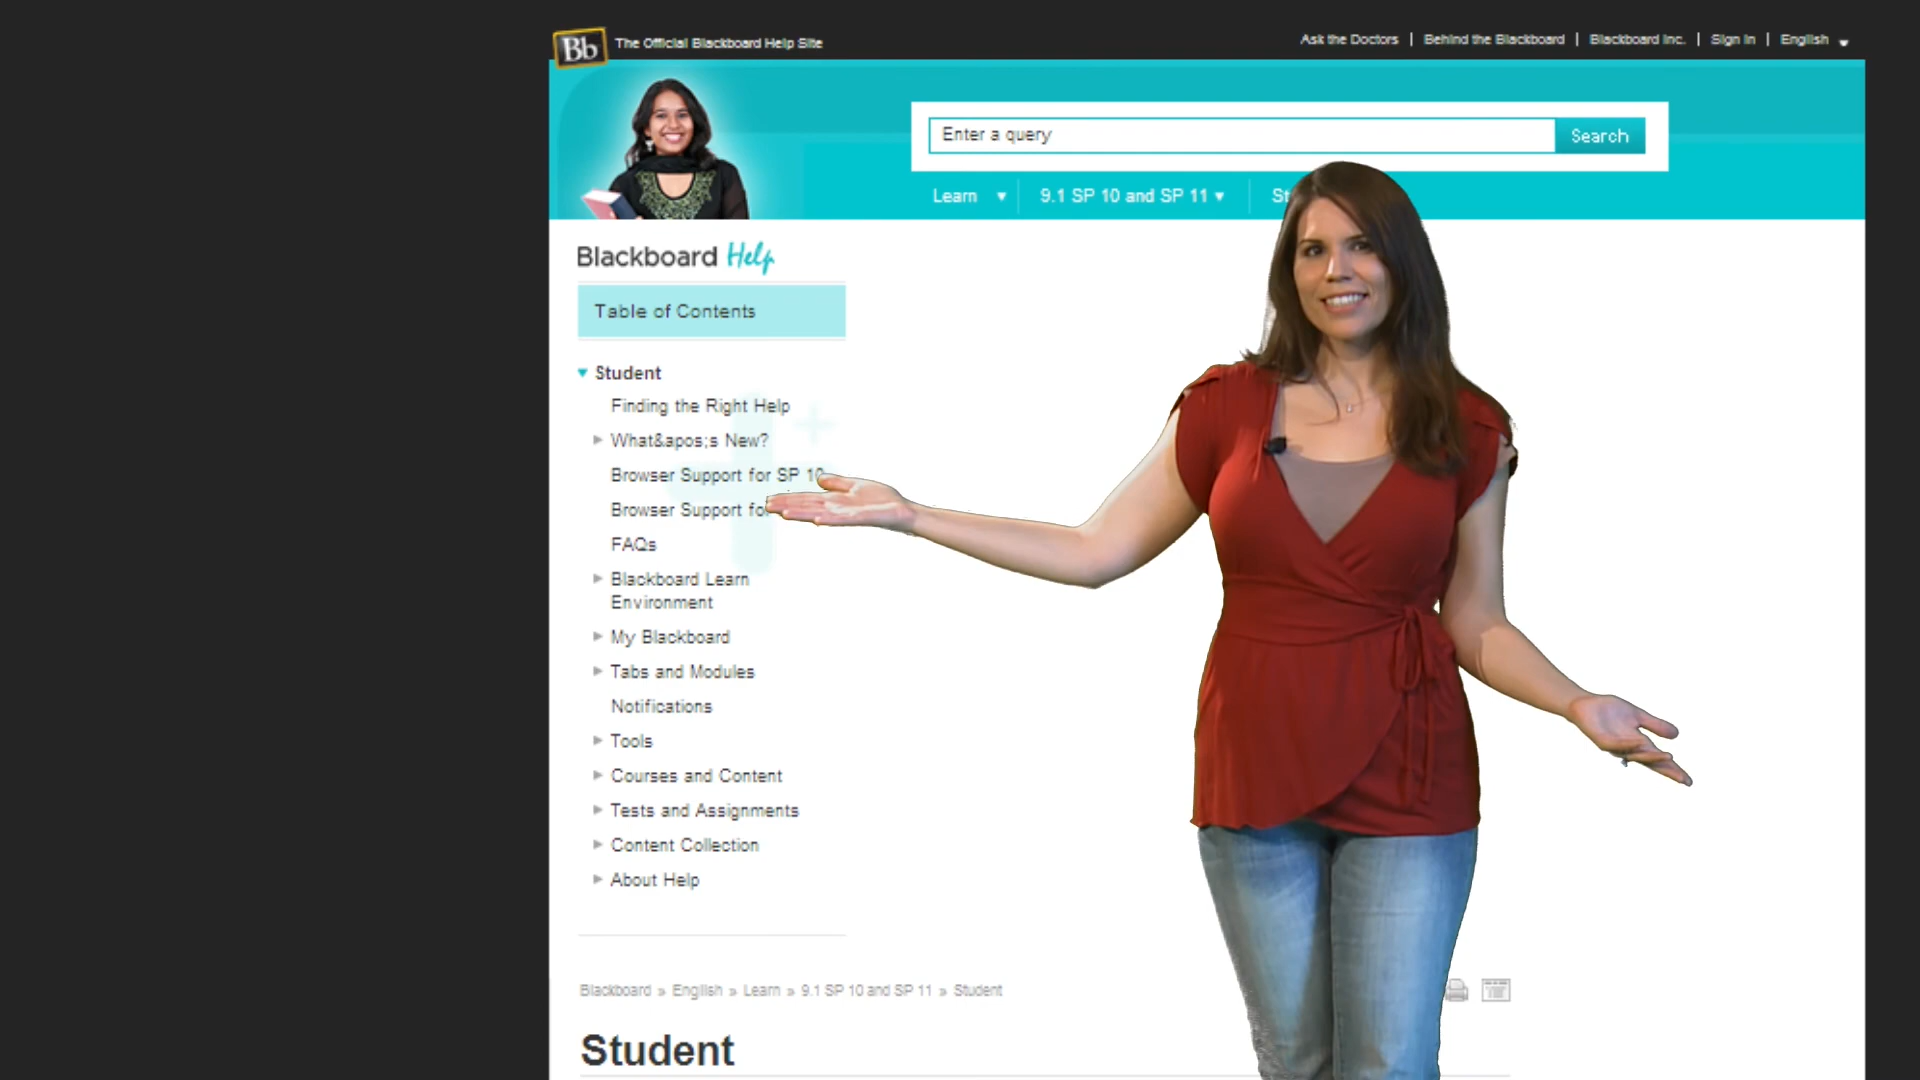 Bb The Official Blackboard Help Site
Ask the Doctors | Behind the Blackboard | Blackboard Inc. | Sign In | English
Enter a query
Search
Learn
9.1 SP 10 and SP 11
St
Blackboard Help
Table of Contents
Student
Finding the Right Help
What&apos;s New?
Browser Support for SP 10
Browser Support for
FAQs
Blackboard Learn
Environment
My Blackboard
Tabs and Modules
Notifications
Tools
Courses and Content
Tests and Assignments
Content Collection
About Help
Blackboard » English » Learn » 9.1 SP 10 and SP 11 » Student
Student